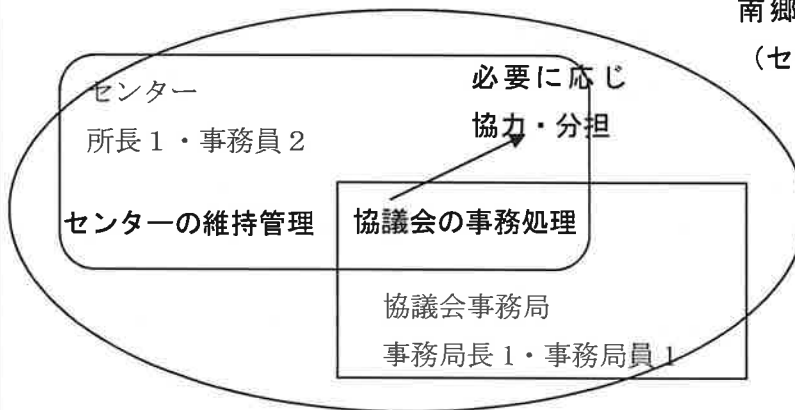 南郷
(セ
センター
所長1・事務員2
必要に応じ
協力・分担
センターの維持管理
協議会の事務処理
協議会事務局
事務局長1・事務局員1